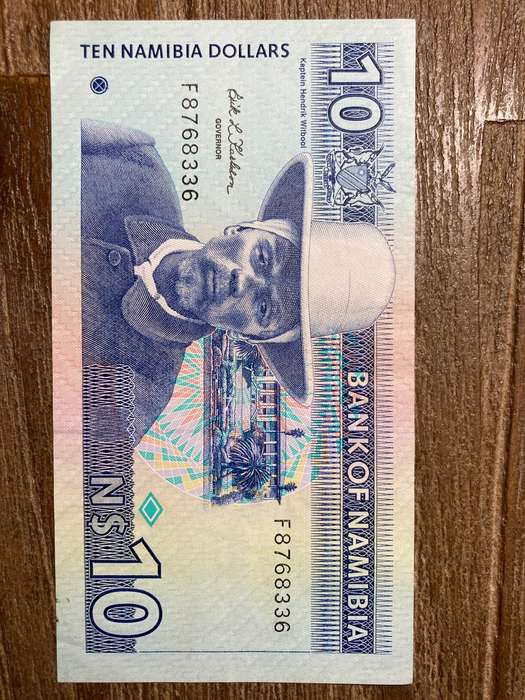 TEN NAMIBIA DOLLARS
10
Kaptein Hendrik Witbooi
BANK OF NAMIBIA
GOVERNOR
F8768336
F8768336
N$10